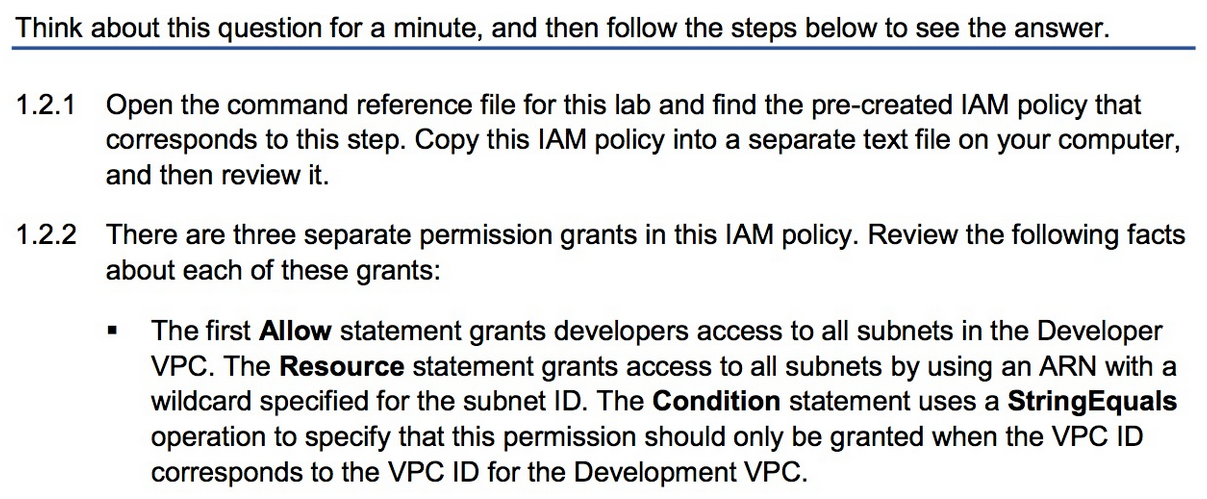 Think about this question for a minute, and then follow the steps below to see the answer.
1.2.1 Open the command reference file for this lab and find the pre-created IAM policy that
corresponds to this step. Copy this IAM policy into a separate text file on your computer,
and then review it.
1.2.2 There are three separate permission grants in this IAM policy. Review the following facts
about each of these grants:
▪ The first Allow statement grants developers access to all subnets in the Developer
VPC. The Resource statement grants access to all subnets by using an ARN with a
wildcard specified for the subnet ID. The Condition statement uses a StringEquals
operation to specify that this permission should only be granted when the VPC ID
corresponds to the VPC ID for the Development VPC.